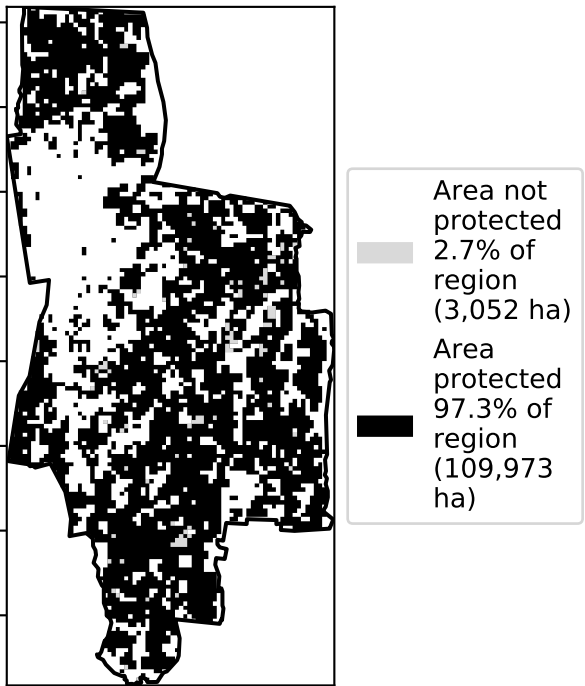 Area not
protected
2.7% of
region
(3,052 ha)
Area
protected
97.3% of
region
(109,973
ha)